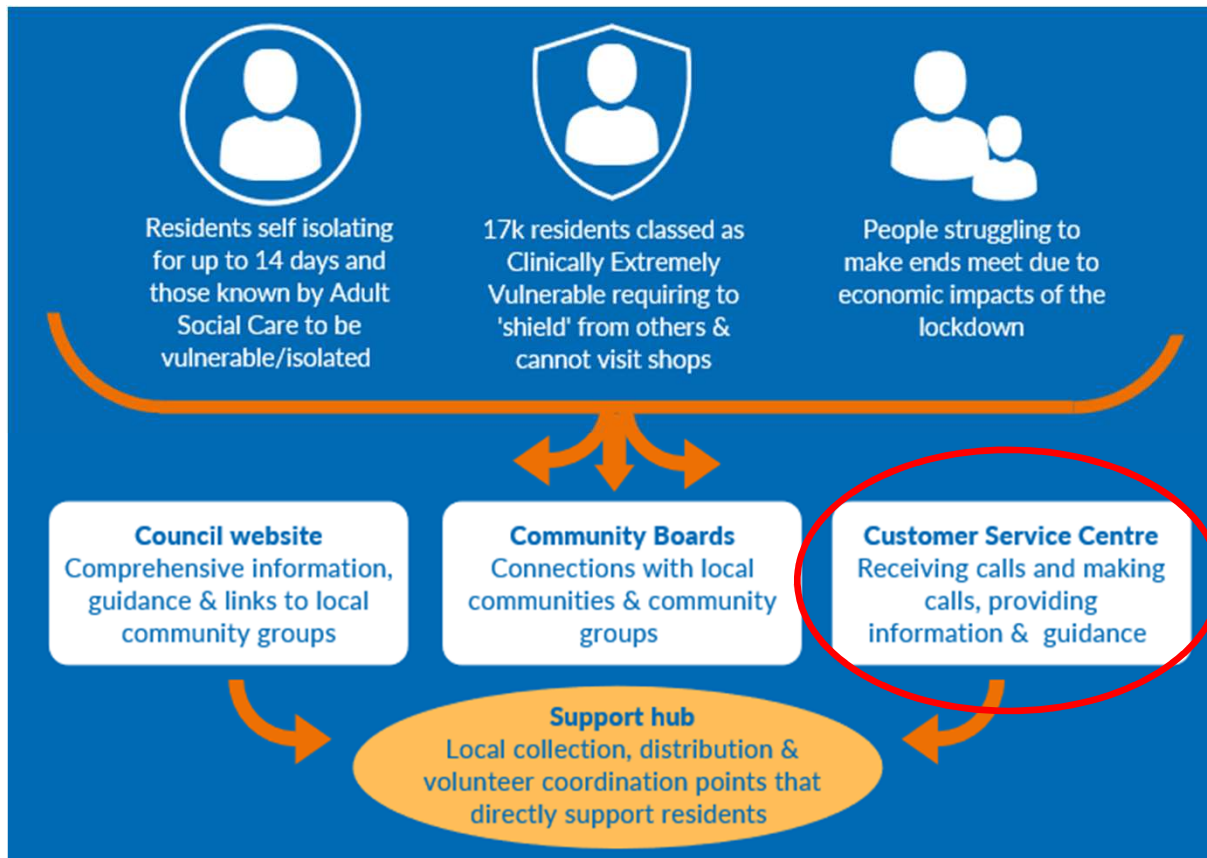 Residents self isolating
for up to 14 days and
those known by Adult
Social Care to be
vulnerable/isolated
17k residents classed as
Clinically Extremely
Vulnerable requiring to
'shield' from others &
cannot visit shops
People struggling to
make ends meet due to
economic impacts of the
lockdown
Council website
Comprehensive information,
guidance & links to local
community groups
Community Boards
Connections with local
communities & community
groups
Customer Service Centre
Receiving calls and making
calls, providing
information & guidance
Support hub
Local collection, distribution &
volunteer coordination points that
directly support residents